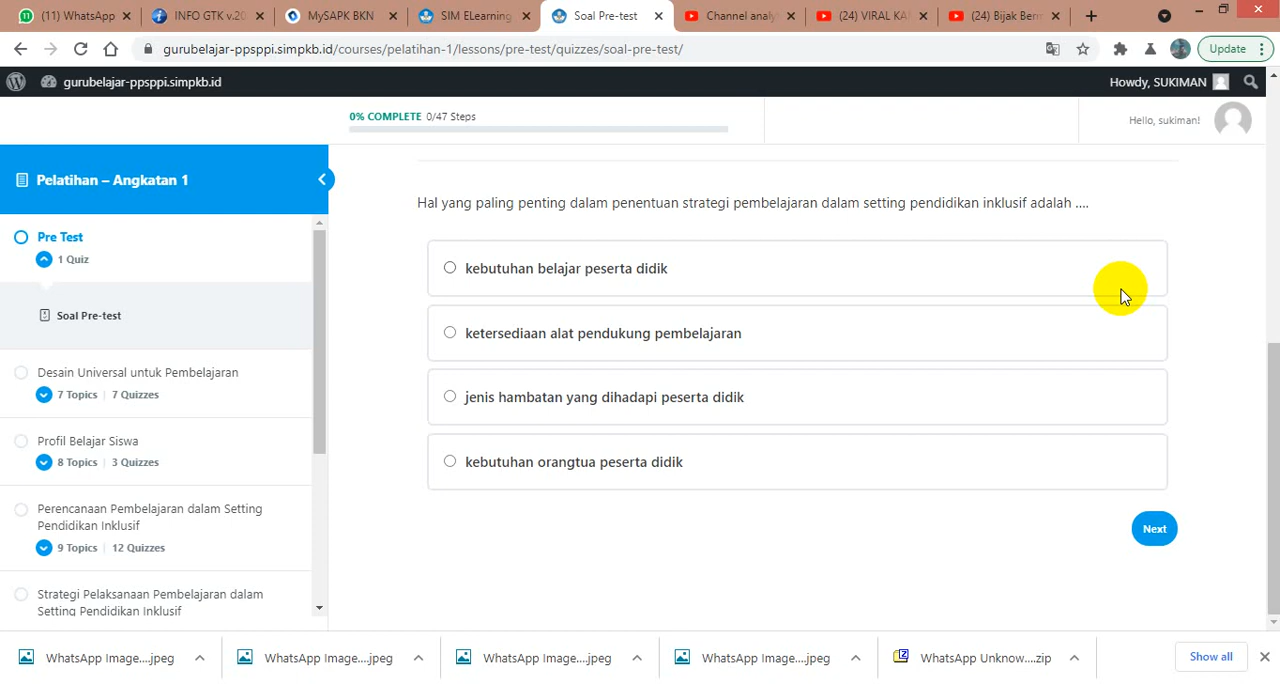 (11) WhatsApp
INFO GTK v.20
MySAPK BKN
SIM ELearning
Soal Pre-test
Channel analy
(24) VIRAL KA
(24) Bijak Ber
gurubelajar-ppsppi.simpkb.id/courses/pelatihan-1/lessons/pre-test/quizzes/soal-pre-test/
Update
gurubelajar-ppsppi.simpkb.id
Howdy, SUKIMAN
0% COMPLETE 0/47 Steps
Hello, sukiman!
Pelatihan – Angkatan 1
Pre Test
1 Quiz
Soal Pre-test
Desain Universal untuk Pembelajaran
7 Topics | 7 Quizzes
Profil Belajar Siswa
8 Topics | 3 Quizzes
Perencanaan Pembelajaran dalam Setting
Pendidikan Inklusif
9 Topics | 12 Quizzes
Strategi Pelaksanaan Pembelajaran dalam
Setting Pendidikan Inklusif
Hal yang paling penting dalam penentuan strategi pembelajaran dalam setting pendidikan inklusif adalah ....
kebutuhan belajar peserta didik
ketersediaan alat pendukung pembelajaran
jenis hambatan yang dihadapi peserta didik
kebutuhan orangtua peserta didik
Next
WhatsApp Image....jpeg
WhatsApp Image....jpeg
WhatsApp Image....jpeg
WhatsApp Image....jpeg
WhatsApp Unknow....zip
Show all